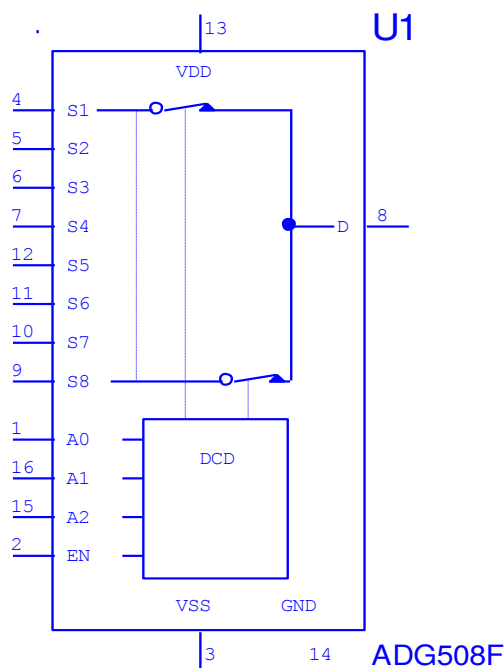 13 U1
VDD
4 S1
5 S2
6 S3
7 S4 D 8
12 S5
11 S6
10 S7
9 S8
1 A0
DCD
16 A1
15 A2
2 EN
VSS GND
3 14 ADG508F